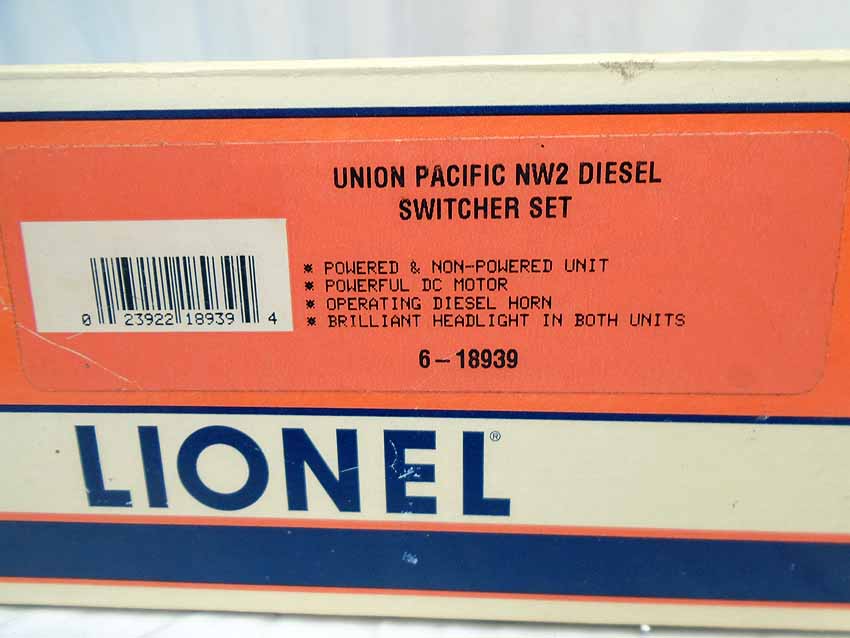 UNION PACIFIC NW2 DIESEL
SWITCHER SET
* POWERED & NON-POWERED UNIT
* POWERFUL DC MOTOR
* OPERATING DIESEL HORN
* BRILLIANT HEADLIGHT IN BOTH UNITS
0 23922 18939 4
6-18939
LIONEL®